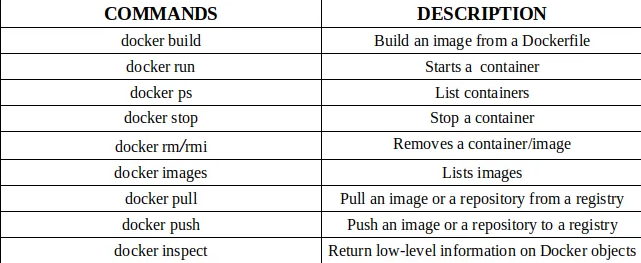 COMMANDS DESCRIPTION
docker build Build an image from a Dockerfile
docker run Starts a container
docker ps List containers
docker stop Stop a container
docker rm/rmi Removes a container/image
docker images Lists images
docker pull Pull an image or a repository from a registry
docker push Push an image or a repository to a registry
docker inspect Return low-level information on Docker objects